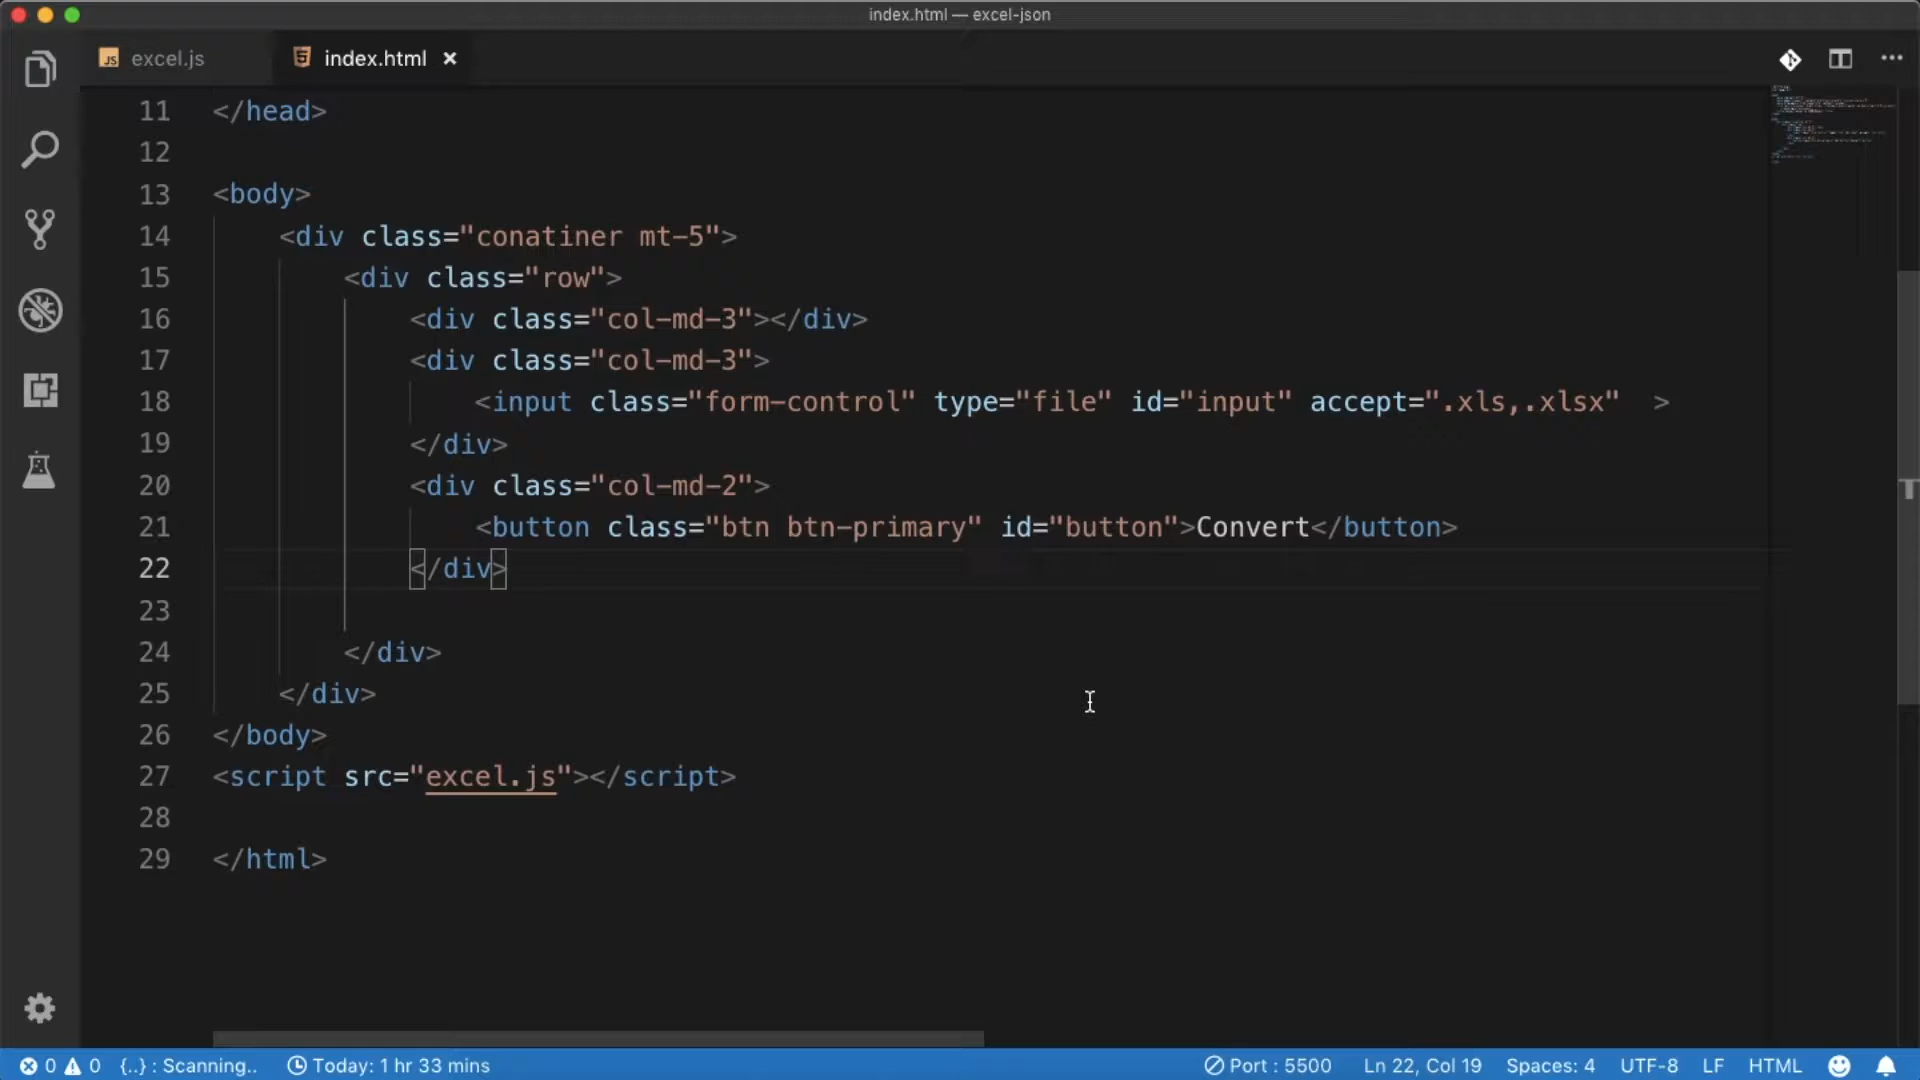 index.html — excel-json
JS excel.js
5 index.html ×
11 </head>
12
13 <body>
14 <div class="conatiner mt-5">
15 <div class="row">
16 <div class="col-md-3"></div>
17 <div class="col-md-3">
18 <input class="form-control" type="file" id="input" accept=".xls,.xlsx"  >
19 </div>
20 <div class="col-md-2">
21 <button class="btn btn-primary" id="button">Convert</button>
22 </div>
23
24 </div>
25 </div>
26 </body>
27 <script src="excel.js"></script>
28
29 </html>
0 0 {..} : Scanning.. Today: 1 hr 33 mins Port : 5500 Ln 22, Col 19 Spaces: 4 UTF-8 LF HTML